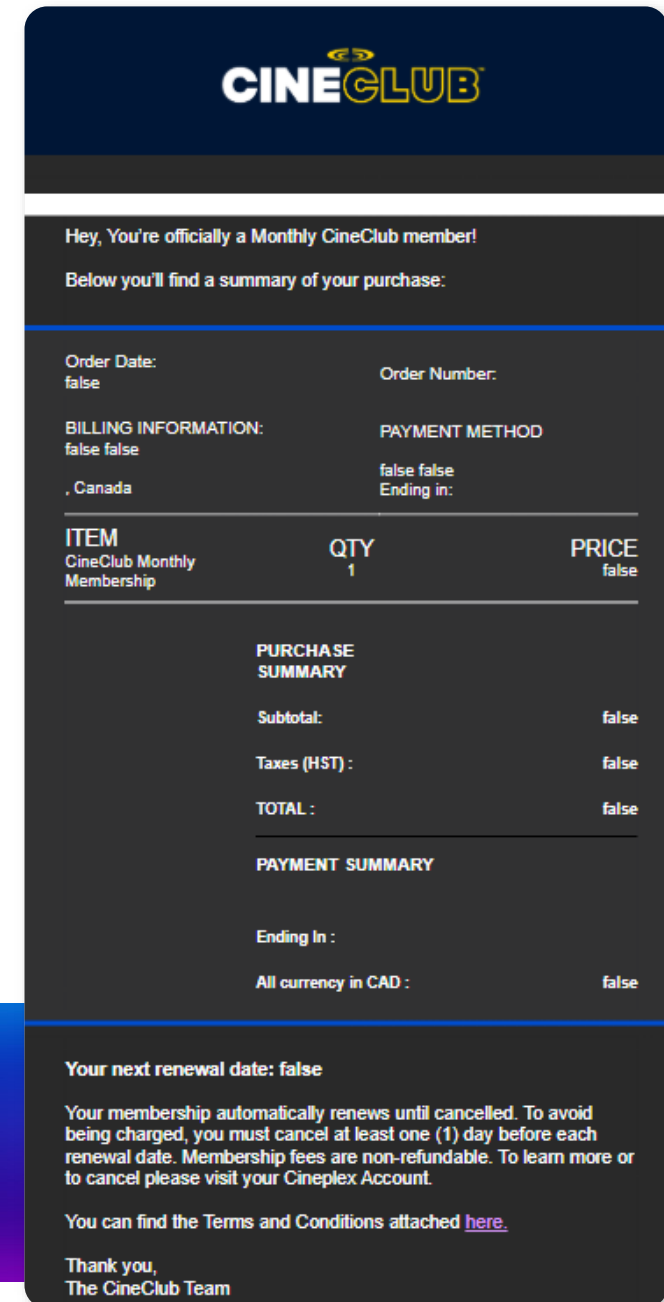 CINECLUB™
Hey, You're officially a Monthly CineClub member!
Below you'll find a summary of your purchase:
Order Date:
false
Order Number:
BILLING INFORMATION:
false false
, Canada
PAYMENT METHOD
false false
Ending in:
ITEM QTY PRICE
CineClub Monthly
Membership
1
false
PURCHASE
SUMMARY
Subtotal: false
Taxes (HST) : false
TOTAL : false
PAYMENT SUMMARY
Ending In :
All currency in CAD : false
Your next renewal date: false
Your membership automatically renews until cancelled. To avoid
being charged, you must cancel at least one (1) day before each
renewal date. Membership fees are non-refundable. To learn more or
to cancel please visit your Cineplex Account.
You can find the Terms and Conditions attached here.
Thank you,
The CineClub Team